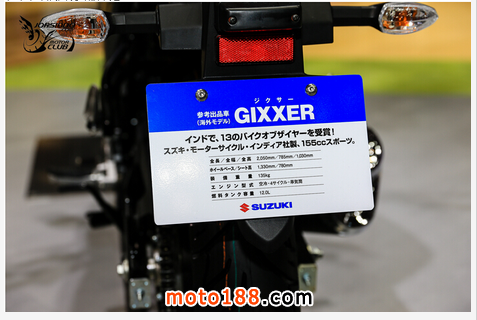 JORSINDO
MOTOR
CLUB
ジクサー
参考出品車
(海外モデル)
GIXXER
インドで、13のバイクオブザイヤーを受賞!
スズキ・モーターサイクル・インディア社製、155ccスポーツ。
全長/全幅/全高 2,050mm/785mm/1,030mm
ホイールベース/シート高 1,330mm/780mm
装備重量 135kg
エンジン型式 空冷・4サイクル・単気筒
燃料タンク容量 12.0L
SUZUKI
moto188.com